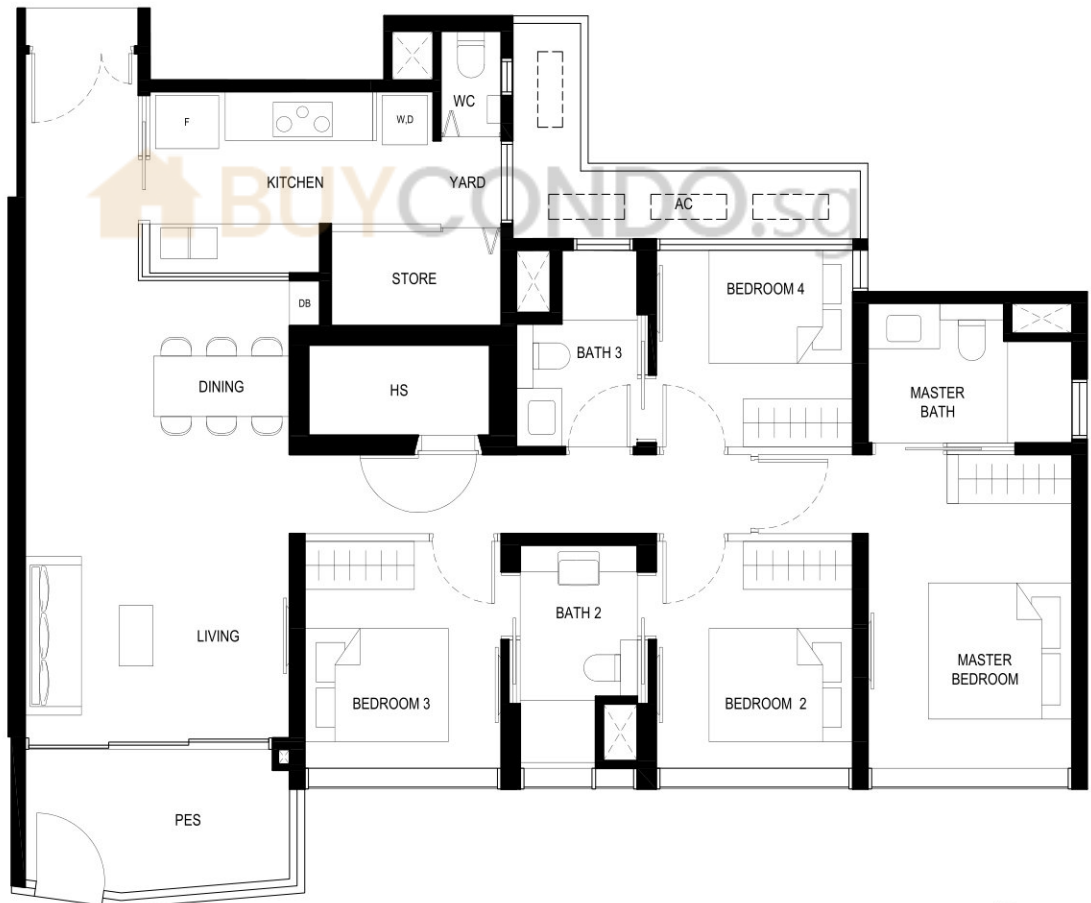 WC
F
W,D
KITCHEN
YARD
BUYCONDO.sg
AC
STORE
BEDROOM 4
DB
BATH 3
DINING
HS
MASTER
BATH
BATH 2
LIVING
MASTER
BEDROOM
BEDROOM 3
BEDROOM 2
PES